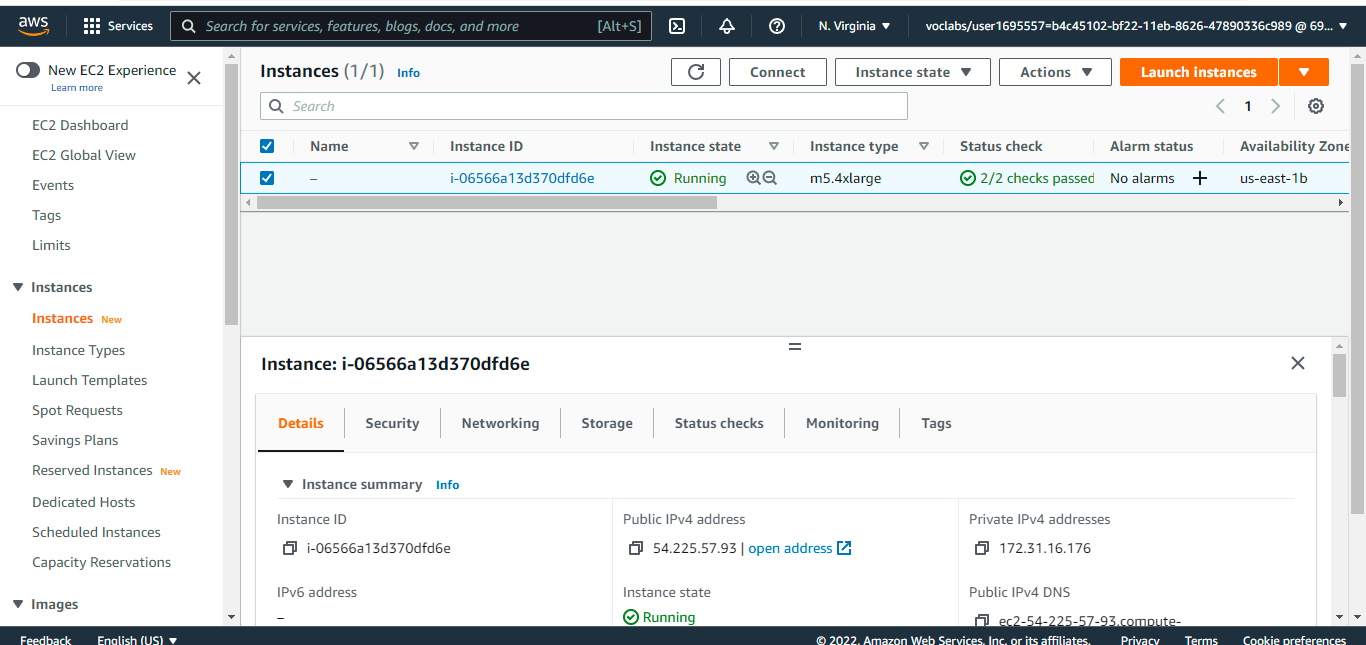 aws
Services
Search for services, features, blogs, docs, and more [Alt+S]
N. Virginia
voclabs/user1695557=b4c45102-bf22-11eb-8626-47890336c989 @ 69...
New EC2 Experience
Learn more
EC2 Dashboard
EC2 Global View
Events
Tags
Limits
Instances
Instances New
Instance Types
Launch Templates
Spot Requests
Savings Plans
Reserved Instances New
Dedicated Hosts
Scheduled Instances
Capacity Reservations
Images
Instances (1/1) Info
Connect
Instance state
Actions
Launch instances
Search
1
Name Instance ID Instance state Instance type Status check Alarm status Availability Zone
– i-06566a13d370dfd6e Running m5.4xlarge 2/2 checks passed No alarms + us-east-1b
Instance: i-06566a13d370dfd6e
Details Security Networking Storage Status checks Monitoring Tags
Instance summary Info
Instance ID Public IPv4 address Private IPv4 addresses
i-06566a13d370dfd6e 54.225.57.93 | open address 172.31.16.176
IPv6 address Instance state Public IPv4 DNS
– Running ec2-54-225-57-93.compute-
Feedback English (US) © 2022, Amazon Web Services, Inc. or its affiliates. Privacy Terms Cookie preferences